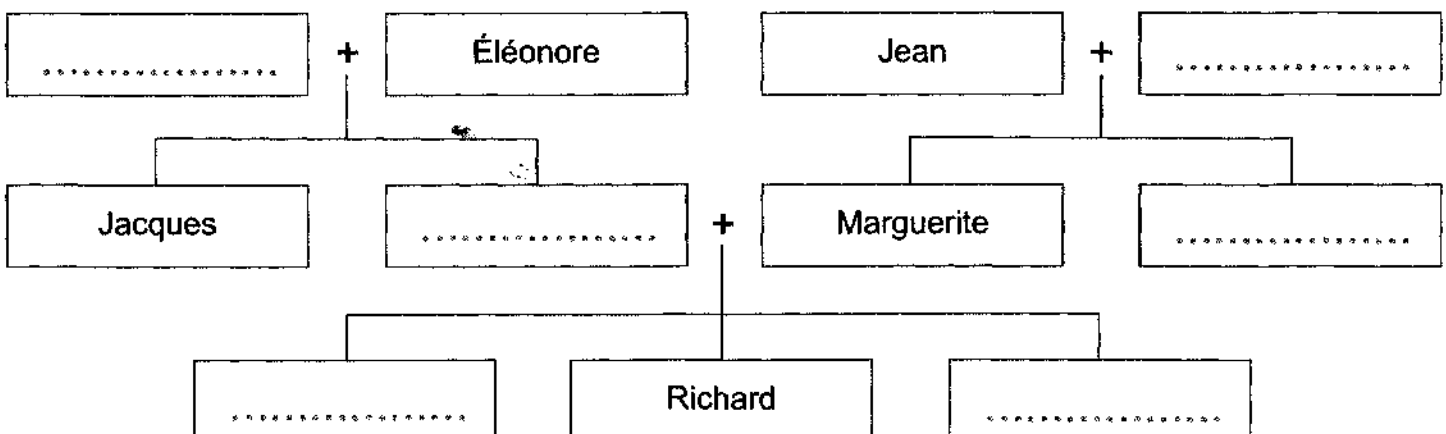 .................. + Éléonore Jean + ..................
Jacques .................. + Marguerite ..................
.................. Richard ..................